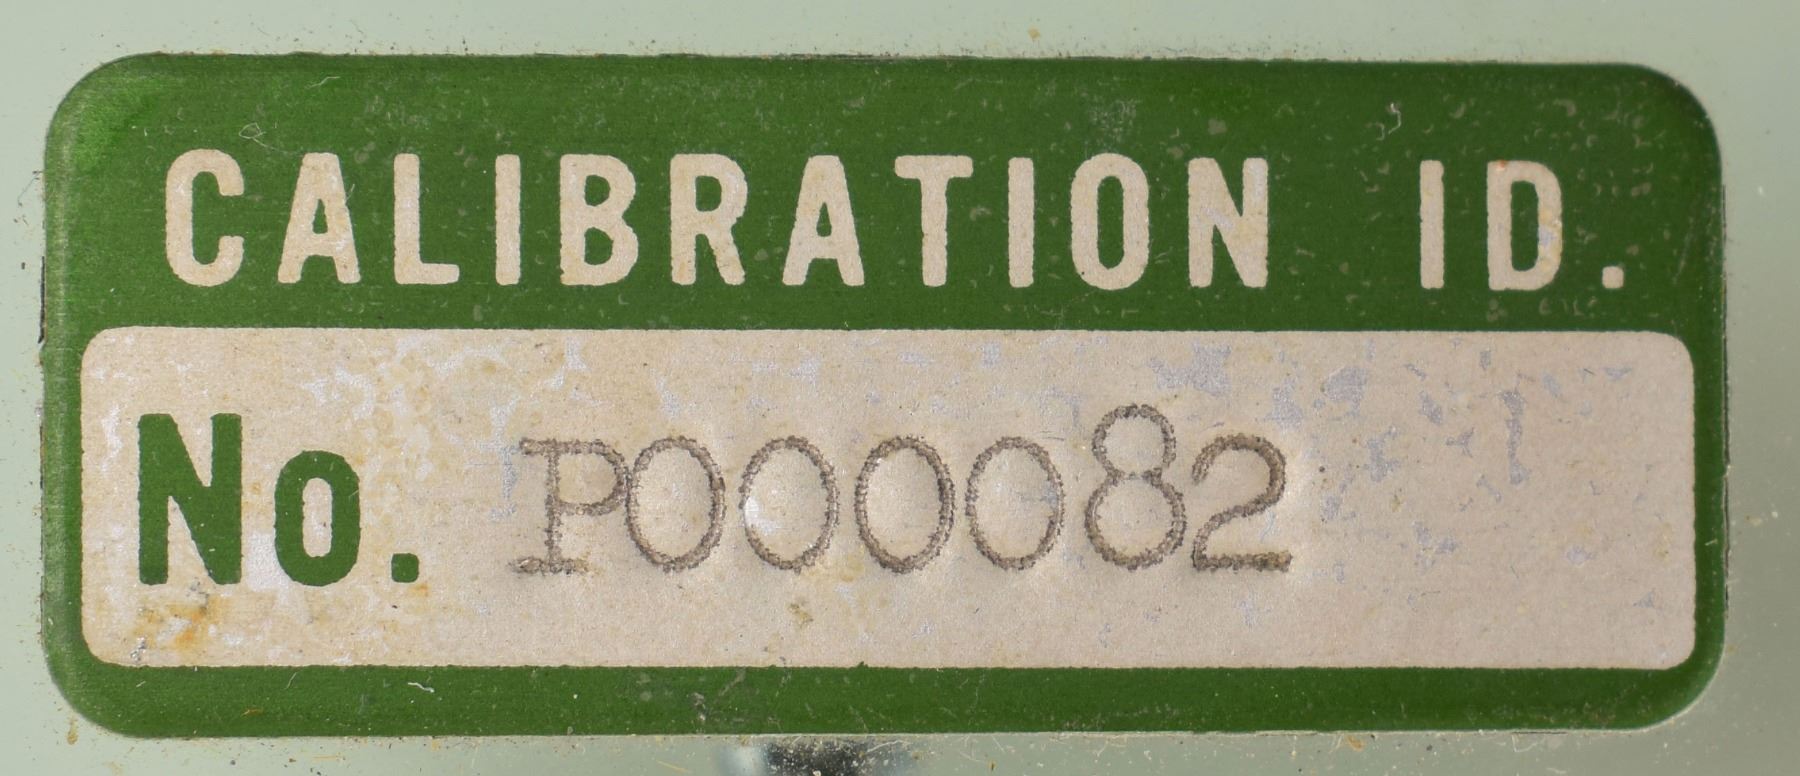 CALIBRATION ID.
No. P000082